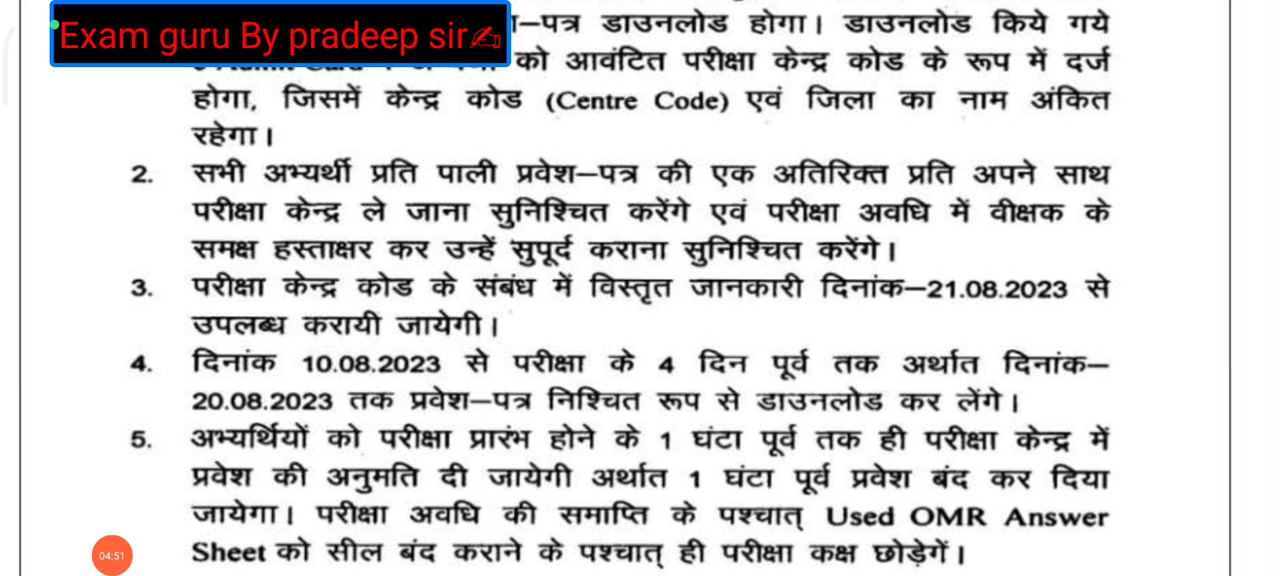 Exam guru By pradeep sir✍
–पत्र डाउनलोड होगा। डाउनलोड किये गये
को आवंटित परीक्षा केन्द्र कोड के रूप में दर्ज
होगा, जिसमें केन्द्र कोड (Centre Code) एवं जिला का नाम अंकित
रहेगा।
2. सभी अभ्यर्थी प्रति पाली प्रवेश–पत्र की एक अतिरिक्त प्रति अपने साथ
परीक्षा केन्द्र ले जाना सुनिश्चित करेंगे एवं परीक्षा अवधि में वीक्षक के
समक्ष हस्ताक्षर कर उन्हें सुपूर्द कराना सुनिश्चित करेंगे।
3. परीक्षा केन्द्र कोड के संबंध में विस्तृत जानकारी दिनांक–21.08.2023 से
उपलब्ध करायी जायेगी।
4. दिनांक 10.08.2023 से परीक्षा के 4 दिन पूर्व तक अर्थात दिनांक–
20.08.2023 तक प्रवेश–पत्र निश्चित रूप से डाउनलोड कर लेंगे।
5. अभ्यर्थियों को परीक्षा प्रारंभ होने के 1 घंटा पूर्व तक ही परीक्षा केन्द्र में
प्रवेश की अनुमति दी जायेगी अर्थात 1 घंटा पूर्व प्रवेश बंद कर दिया
जायेगा। परीक्षा अवधि की समाप्ति के पश्चात् Used OMR Answer
Sheet को सील बंद कराने के पश्चात् ही परीक्षा कक्ष छोड़ेगें।
04:51